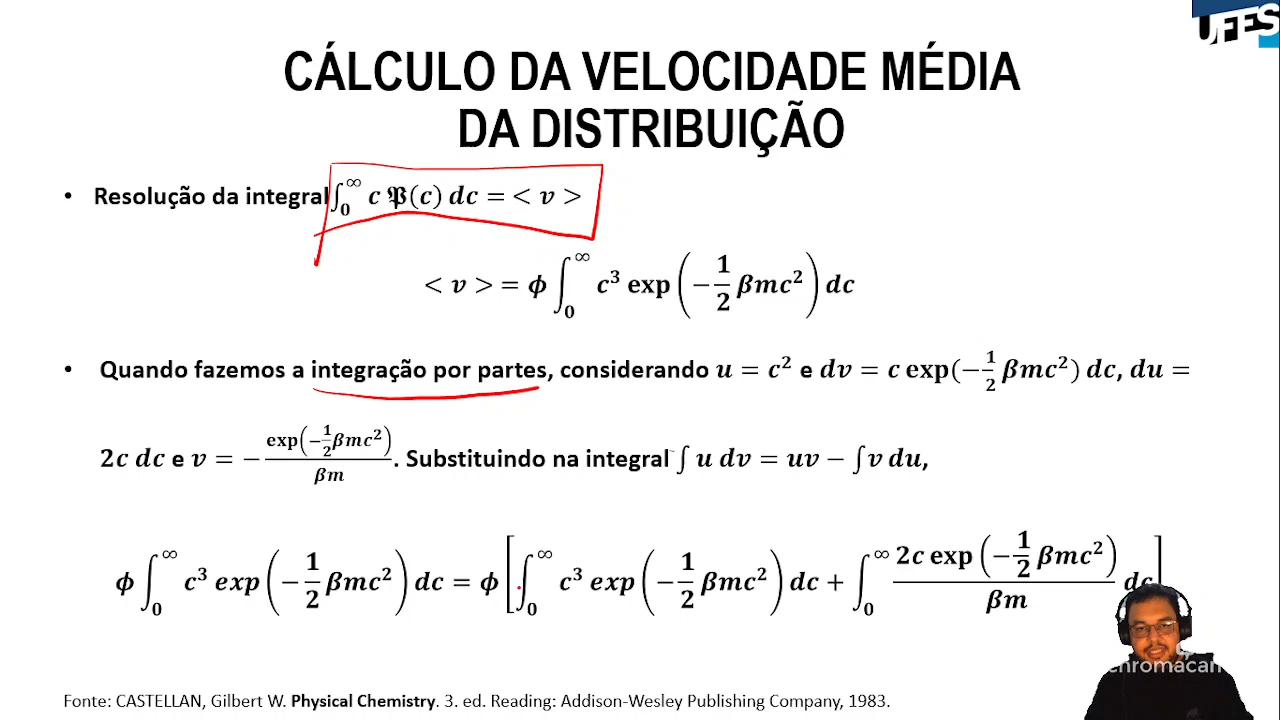 UFES
CÁLCULO DA VELOCIDADE MÉDIA
DA DISTRIBUIÇÃO
• Resolução da integral ∫₀^∞ c 𝕻(c) dc = < v >
< v > = ϕ ∫₀^∞ c³ exp(−1/2 βmc²) dc
• Quando fazemos a integração por partes, considerando u = c² e dv = c exp(−1/2 βmc²) dc, du =
2c dc e v = − exp(−1/2 βmc²)/βm. Substituindo na integral ∫ u dv = uv − ∫ v du,
ϕ ∫₀^∞ c³ exp(−1/2 βmc²) dc = ϕ [∫₀^∞ c³ exp(−1/2 βmc²) dc + ∫₀^∞ 2c exp(−1/2 βmc²)/βm dc]
chromacam
Fonte: CASTELLAN, Gilbert W. Physical Chemistry. 3. ed. Reading: Addison-Wesley Publishing Company, 1983.